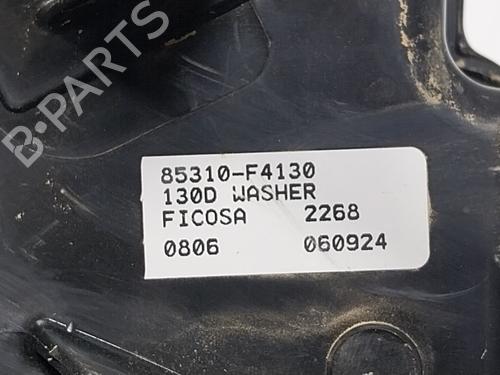 B-PARTS
85310-F4130
130D WASHER
FICOSA 2268
0806 060924